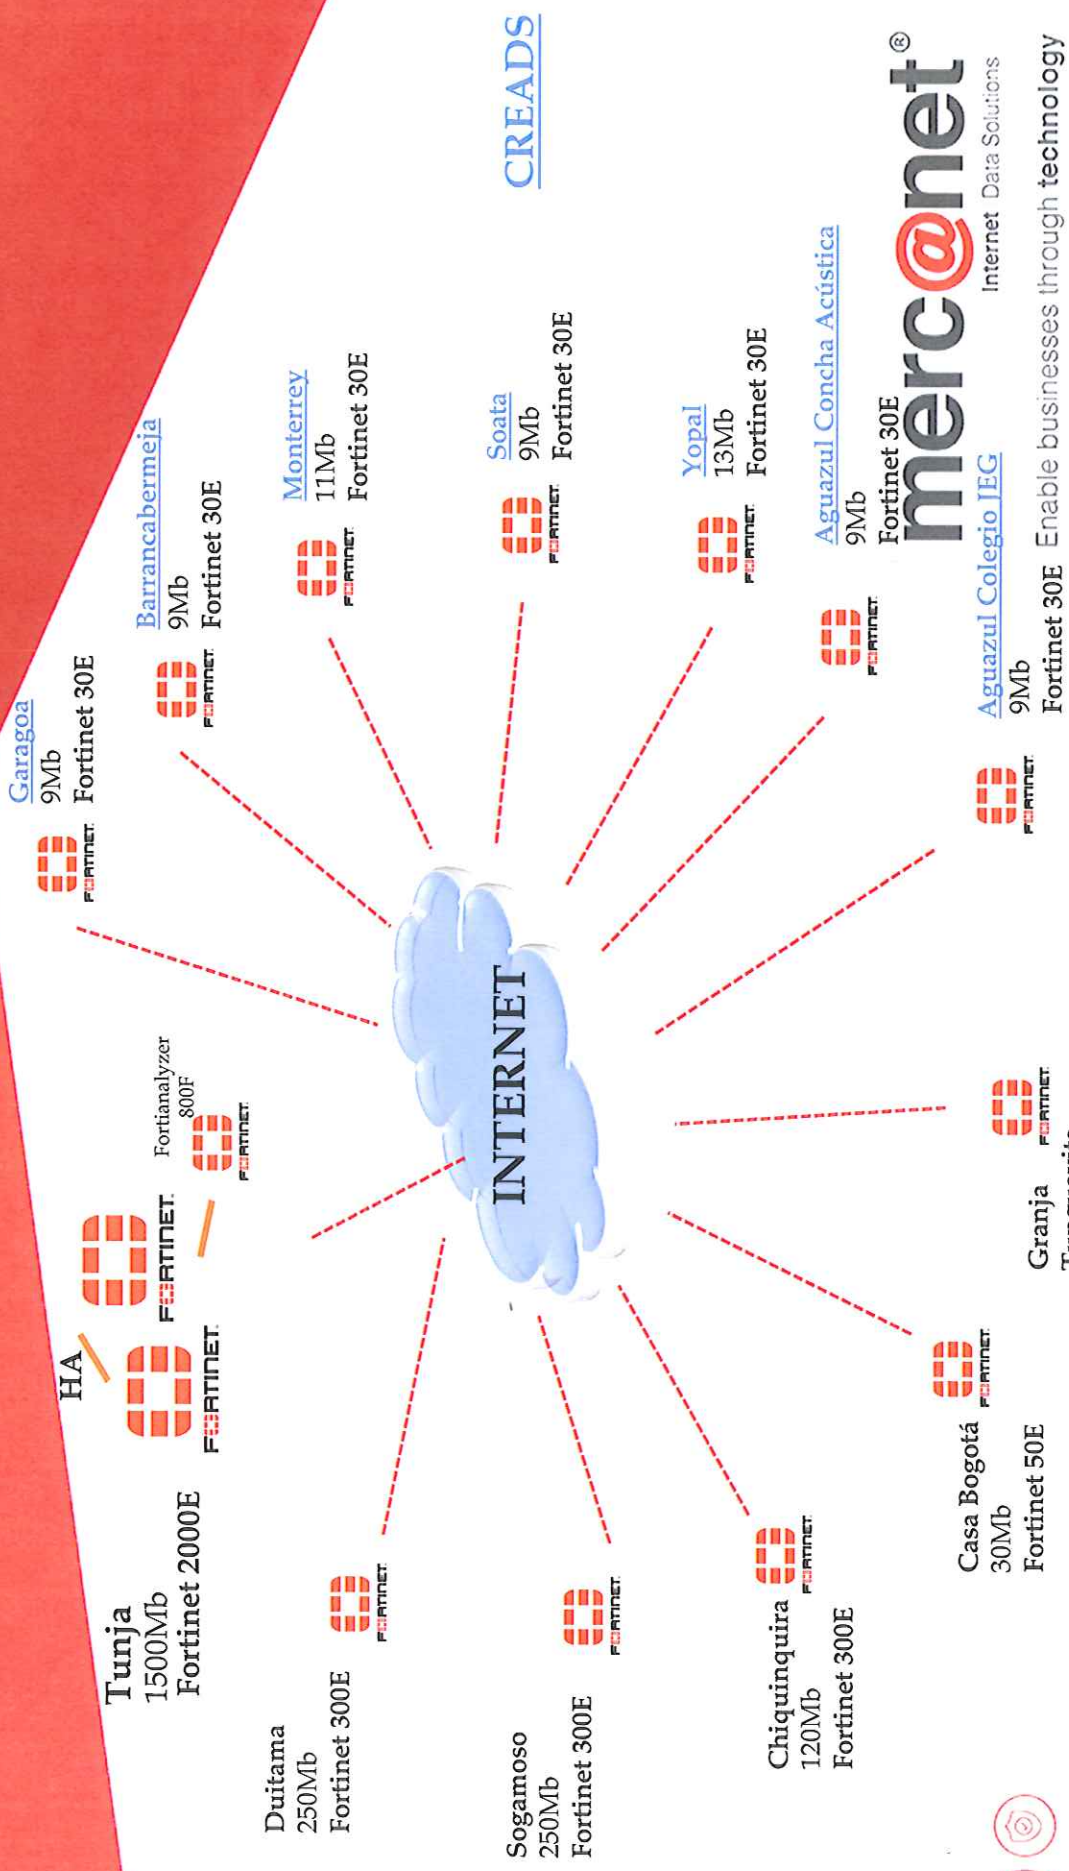 HA
Tunja
1500Mb
Fortinet 2000E
FORTINET
FORTINET
Fortianalyzer
800F
FORTINET
Garagoa
9Mb
Fortinet 30E
FORTINET
Barrancabermeja
9Mb
Fortinet 30E
FORTINET
Monterrey
11Mb
Fortinet 30E
FORTINET
Soata
9Mb
Fortinet 30E
FORTINET
CREADS
Yopal
13Mb
Fortinet 30E
FORTINET
Aguazul Concha Acústica
9Mb
Fortinet 30E
FORTINET
Aguazul Colegio JEG
9Mb
Fortinet 30E
FORTINET
INTERNET
Duitama
250Mb
Fortinet 300E
FORTINET
Sogamoso
250Mb
Fortinet 300E
FORTINET
Chiquinquira
120Mb
Fortinet 300E
FORTINET
Casa Bogotá
30Mb
Fortinet 50E
FORTINET
Granja
FORTINET
merc@net®
Internet Data Solutions
Enable businesses through technology